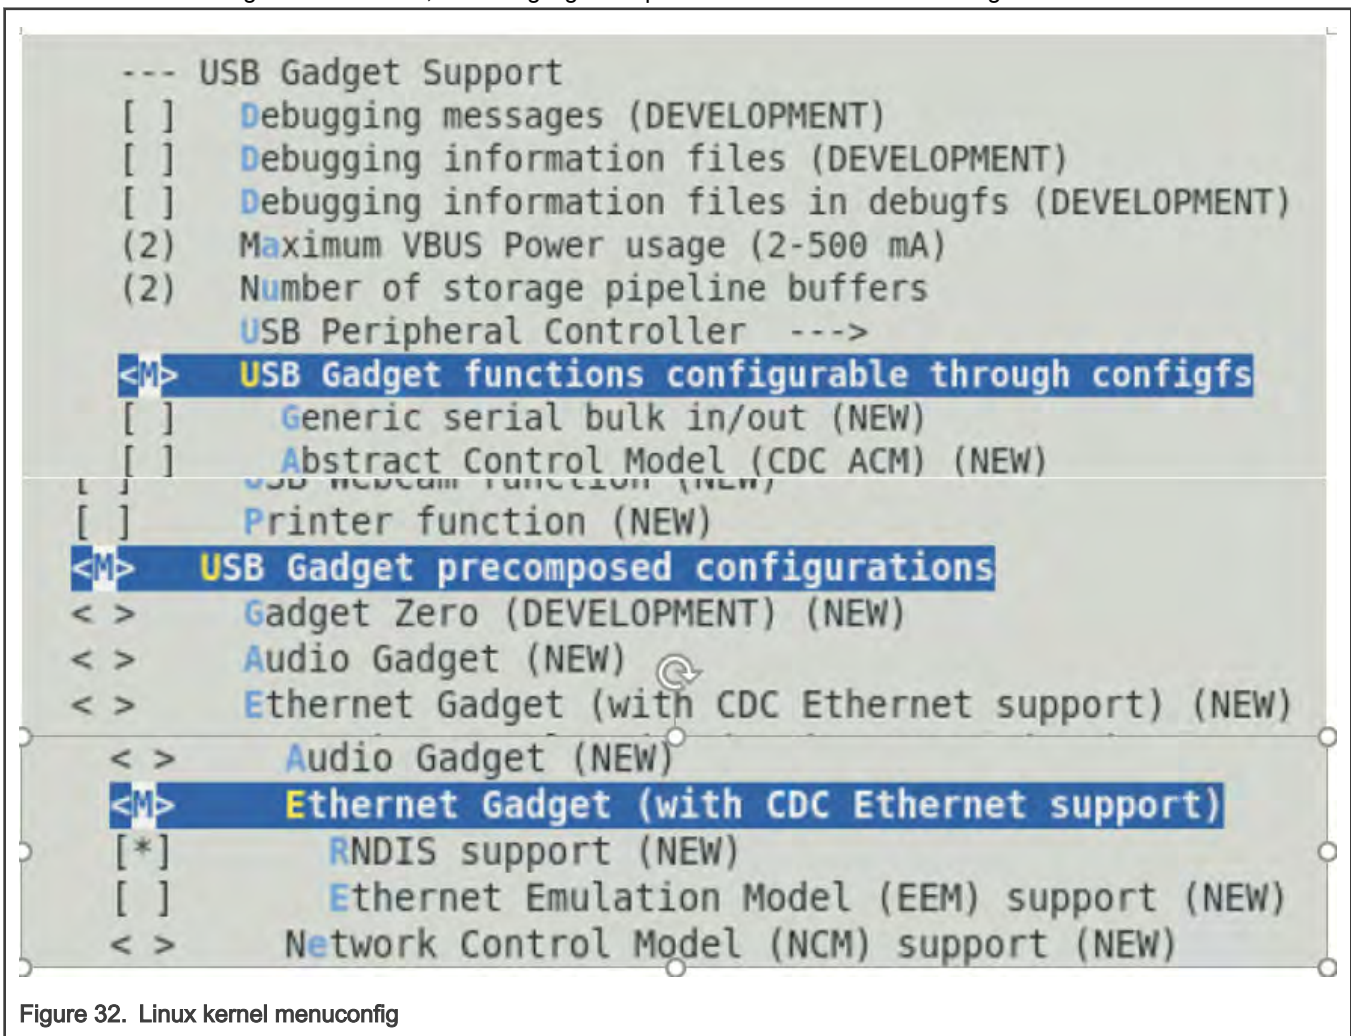 --- USB Gadget Support
[ ] Debugging messages (DEVELOPMENT)
[ ] Debugging information files (DEVELOPMENT)
[ ] Debugging information files in debugfs (DEVELOPMENT)
(2) Maximum VBUS Power usage (2-500 mA)
(2) Number of storage pipeline buffers
USB Peripheral Controller --->
<M> USB Gadget functions configurable through configfs
[ ] Generic serial bulk in/out (NEW)
[ ] Abstract Control Model (CDC ACM) (NEW)
[ ] USB Webcam function (NEW)
[ ] Printer function (NEW)
<M> USB Gadget precomposed configurations
< > Gadget Zero (DEVELOPMENT) (NEW)
< > Audio Gadget (NEW)
< > Ethernet Gadget (with CDC Ethernet support) (NEW)
< > Audio Gadget (NEW)
<M> Ethernet Gadget (with CDC Ethernet support)
[*] RNDIS support (NEW)
[ ] Ethernet Emulation Model (EEM) support (NEW)
< > Network Control Model (NCM) support (NEW)
Figure 32. Linux kernel menuconfig